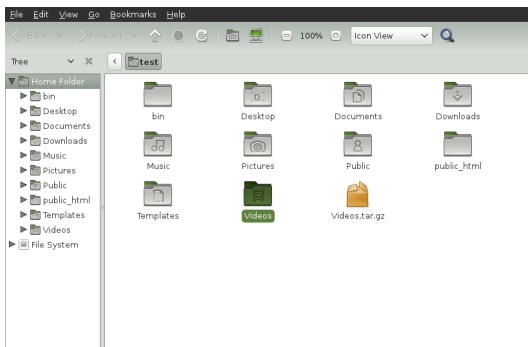 File Edit View Go Bookmarks Help
Back Forward 100% Icon View
Tree test
Home Folder
bin
Desktop
Documents
Downloads
Music
Pictures
Public
public_html
Templates
Videos
File System
bin Desktop Documents Downloads
Music Pictures Public public_html
Templates Videos Videos.tar.gz